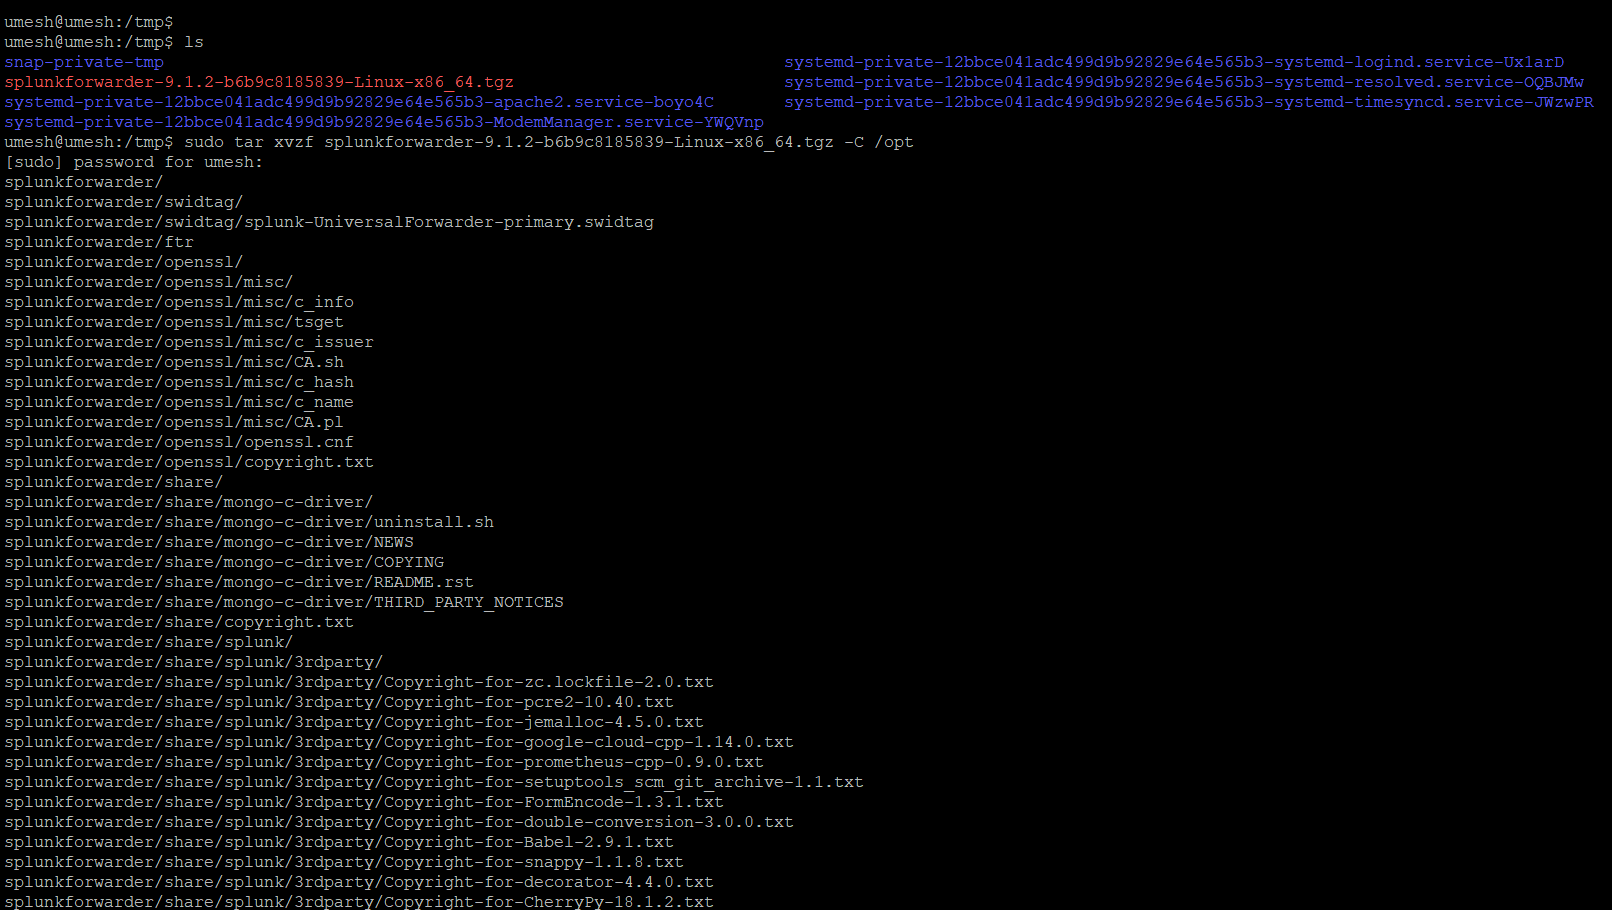 umesh@umesh:/tmp$
umesh@umesh:/tmp$ ls
snap-private-tmp systemd-private-12bbce041adc499d9b92829e64e565b3-systemd-logind.service-Ux1arD
splunkforwarder-9.1.2-b6b9c8185839-Linux-x86_64.tgz systemd-private-12bbce041adc499d9b92829e64e565b3-systemd-resolved.service-OQBJMw
systemd-private-12bbce041adc499d9b92829e64e565b3-apache2.service-boyo4C systemd-private-12bbce041adc499d9b92829e64e565b3-systemd-timesyncd.service-JWzwPR
systemd-private-12bbce041adc499d9b92829e64e565b3-ModemManager.service-YWQVnp
umesh@umesh:/tmp$ sudo tar xvzf splunkforwarder-9.1.2-b6b9c8185839-Linux-x86_64.tgz -C /opt
[sudo] password for umesh:
splunkforwarder/
splunkforwarder/swidtag/
splunkforwarder/swidtag/splunk-UniversalForwarder-primary.swidtag
splunkforwarder/ftr
splunkforwarder/openssl/
splunkforwarder/openssl/misc/
splunkforwarder/openssl/misc/c_info
splunkforwarder/openssl/misc/tsget
splunkforwarder/openssl/misc/c_issuer
splunkforwarder/openssl/misc/CA.sh
splunkforwarder/openssl/misc/c_hash
splunkforwarder/openssl/misc/c_name
splunkforwarder/openssl/misc/CA.pl
splunkforwarder/openssl/openssl.cnf
splunkforwarder/openssl/copyright.txt
splunkforwarder/share/
splunkforwarder/share/mongo-c-driver/
splunkforwarder/share/mongo-c-driver/uninstall.sh
splunkforwarder/share/mongo-c-driver/NEWS
splunkforwarder/share/mongo-c-driver/COPYING
splunkforwarder/share/mongo-c-driver/README.rst
splunkforwarder/share/mongo-c-driver/THIRD_PARTY_NOTICES
splunkforwarder/share/copyright.txt
splunkforwarder/share/splunk/
splunkforwarder/share/splunk/3rdparty/
splunkforwarder/share/splunk/3rdparty/Copyright-for-zc.lockfile-2.0.txt
splunkforwarder/share/splunk/3rdparty/Copyright-for-pcre2-10.40.txt
splunkforwarder/share/splunk/3rdparty/Copyright-for-jemalloc-4.5.0.txt
splunkforwarder/share/splunk/3rdparty/Copyright-for-google-cloud-cpp-1.14.0.txt
splunkforwarder/share/splunk/3rdparty/Copyright-for-prometheus-cpp-0.9.0.txt
splunkforwarder/share/splunk/3rdparty/Copyright-for-setuptools_scm_git_archive-1.1.txt
splunkforwarder/share/splunk/3rdparty/Copyright-for-FormEncode-1.3.1.txt
splunkforwarder/share/splunk/3rdparty/Copyright-for-double-conversion-3.0.0.txt
splunkforwarder/share/splunk/3rdparty/Copyright-for-Babel-2.9.1.txt
splunkforwarder/share/splunk/3rdparty/Copyright-for-snappy-1.1.8.txt
splunkforwarder/share/splunk/3rdparty/Copyright-for-decorator-4.4.0.txt
splunkforwarder/share/splunk/3rdparty/Copyright-for-CherryPy-18.1.2.txt